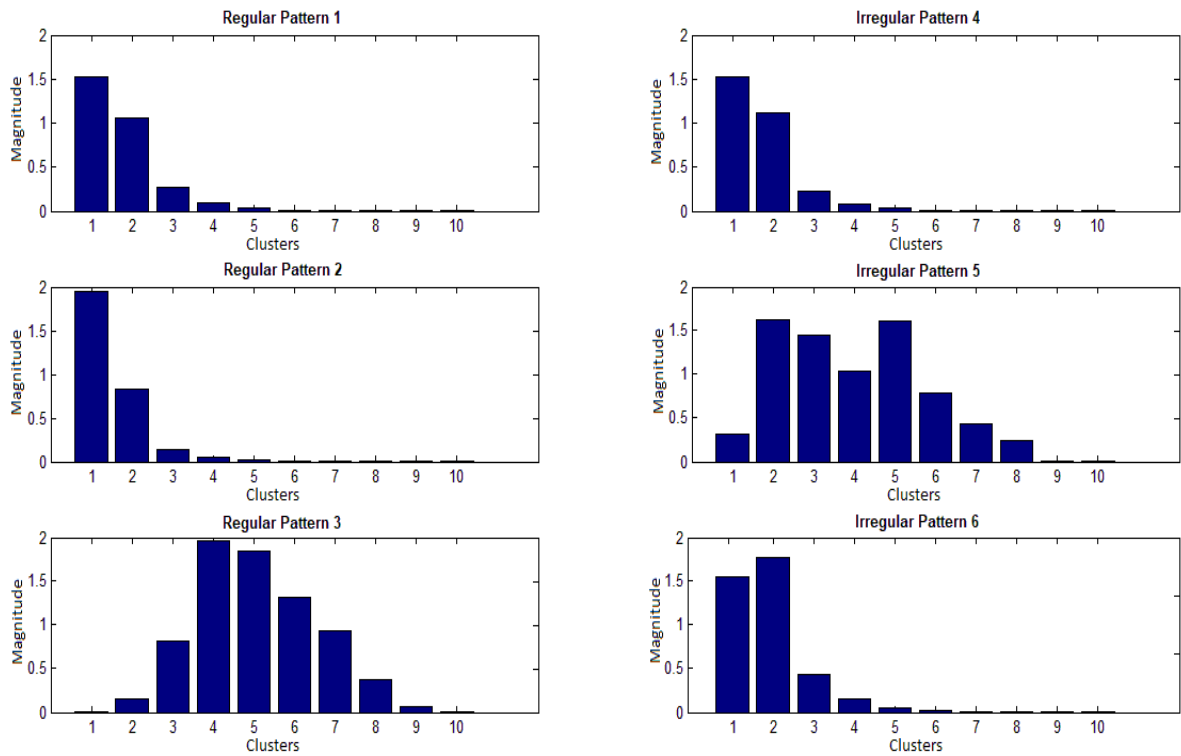 Regular Pattern 1
2
1.5
1
0.5
0
Magnitude
1 2 3 4 5 6 7 8 9 10
Clusters
Irregular Pattern 4
2
1.5
1
0.5
0
Magnitude
1 2 3 4 5 6 7 8 9 10
Clusters
Regular Pattern 2
2
1.5
1
0.5
0
Magnitude
1 2 3 4 5 6 7 8 9 10
Clusters
Irregular Pattern 5
2
1.5
1
0.5
0
Magnitude
1 2 3 4 5 6 7 8 9 10
Clusters
Regular Pattern 3
2
1.5
1
0.5
0
Magnitude
1 2 3 4 5 6 7 8 9 10
Clusters
Irregular Pattern 6
2
1.5
1
0.5
0
Magnitude
1 2 3 4 5 6 7 8 9 10
Clusters